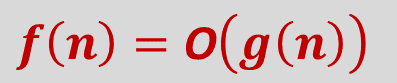 f(n) = O(g(n))